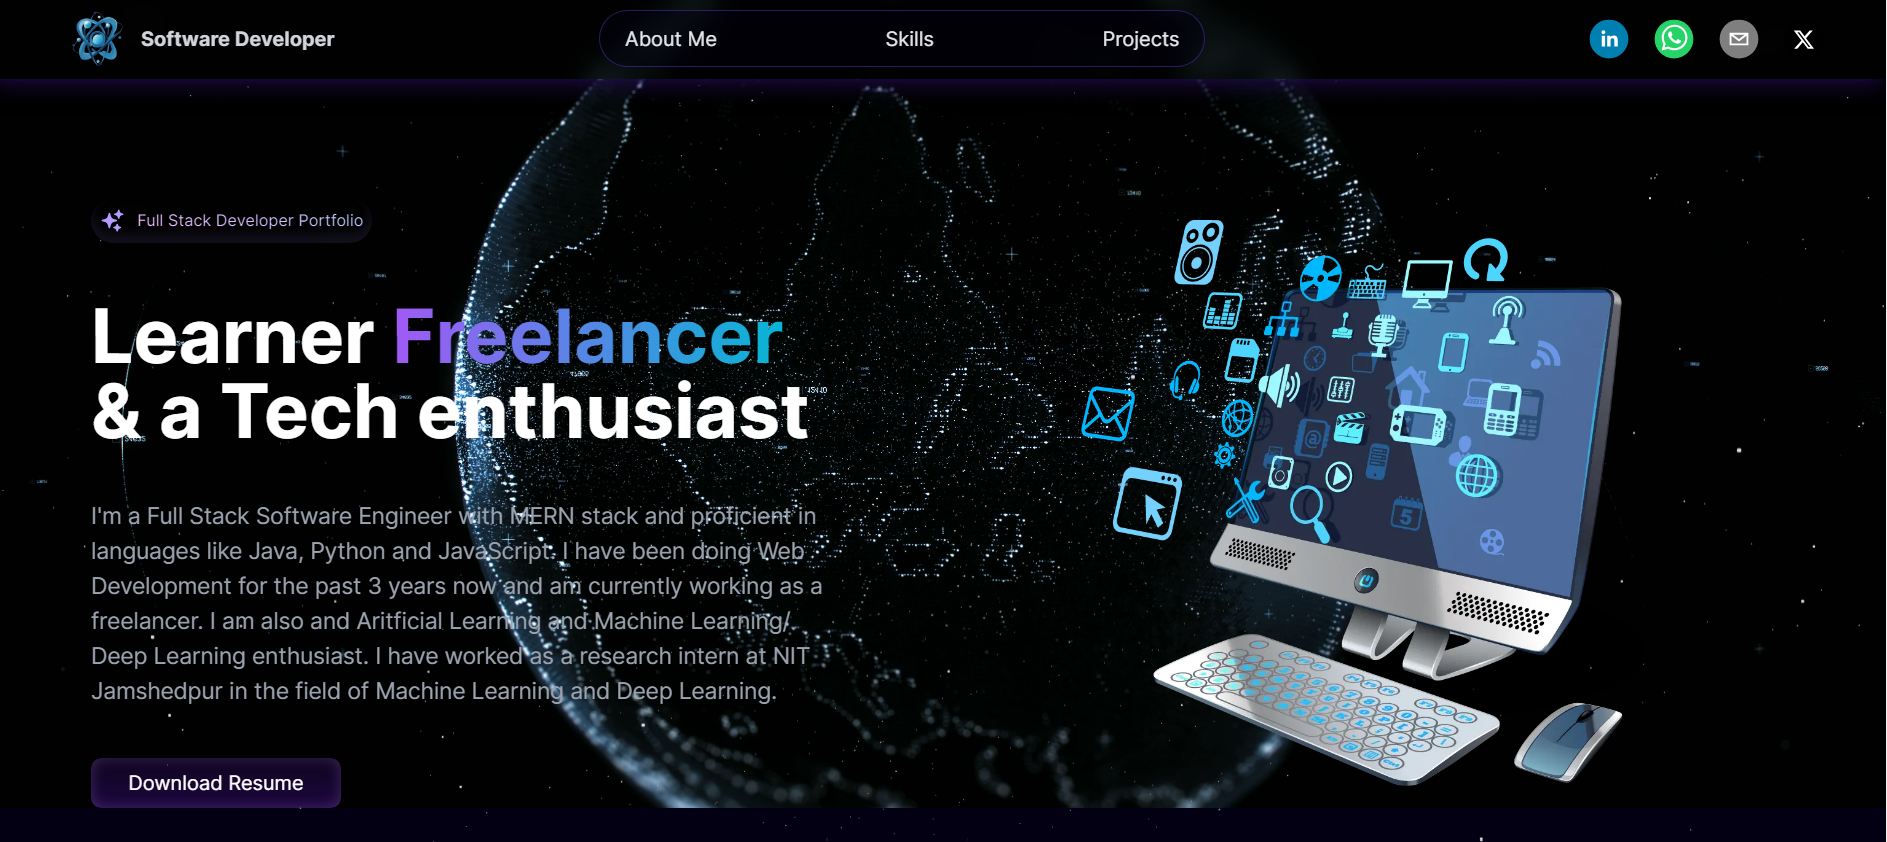 Software Developer
About Me
Skills
Projects
in
X
Full Stack Developer Portfolio
Learner Freelancer
& a Tech enthusiast
I'm a Full Stack Software Engineer with MERN stack and proficient in
languages like Java, Python and JavaScript. I have been doing Web
Development for the past 3 years now and am currently working as a
freelancer. I am also and Aritficial Learning and Machine Learning/
Deep Learning enthusiast. I have worked as a research intern at NIT
Jamshedpur in the field of Machine Learning and Deep Learning.
Download Resume
@
5